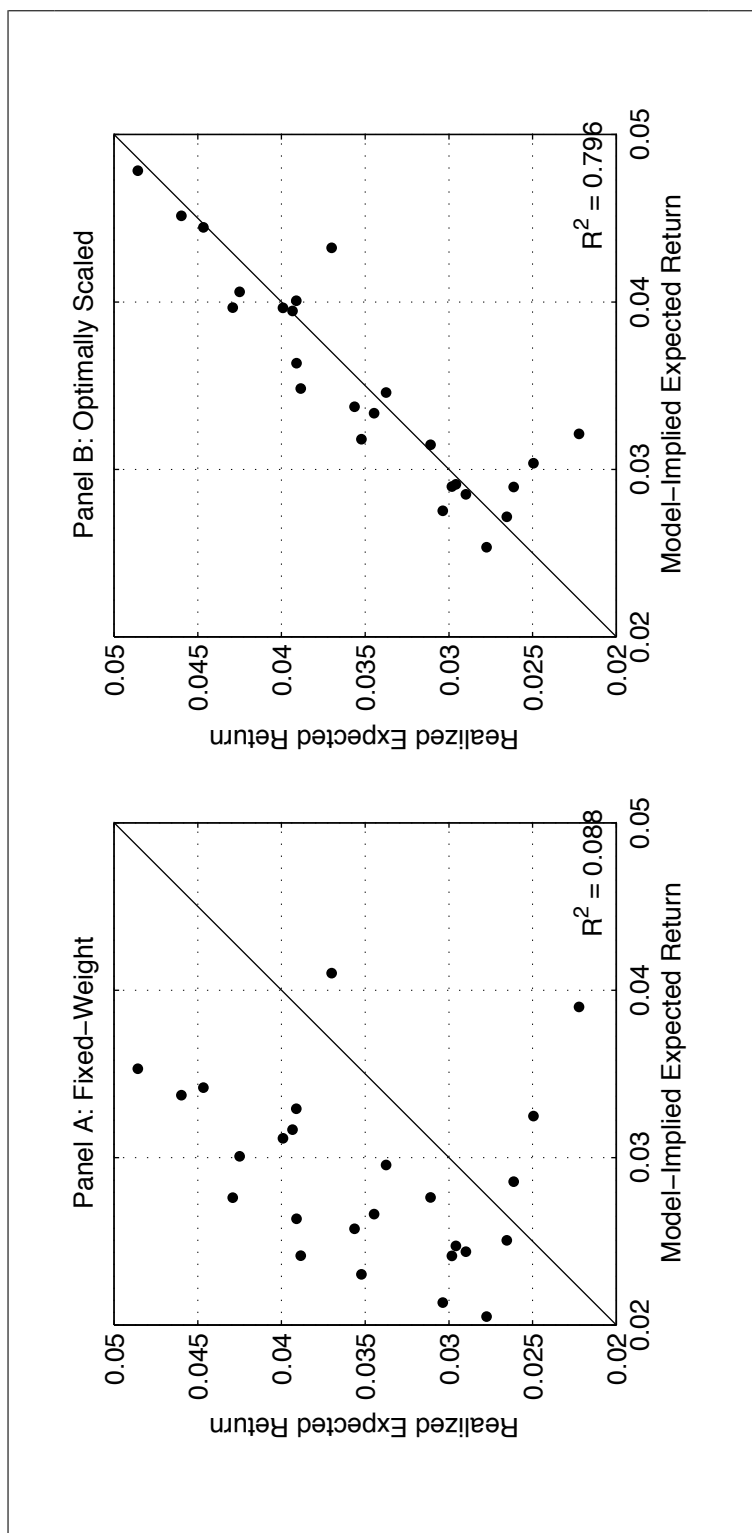 Panel A: Fixed−Weight
0.05
0.045
0.04
0.035
0.03
0.025
0.02
Realized Expected Return
R2 = 0.088
0.02 0.03 0.04 0.05
Model−Implied Expected Return
Panel B: Optimally Scaled
0.05
0.045
0.04
0.035
0.03
0.025
0.02
Realized Expected Return
R2 = 0.796
0.02 0.03 0.04 0.05
Model−Implied Expected Return